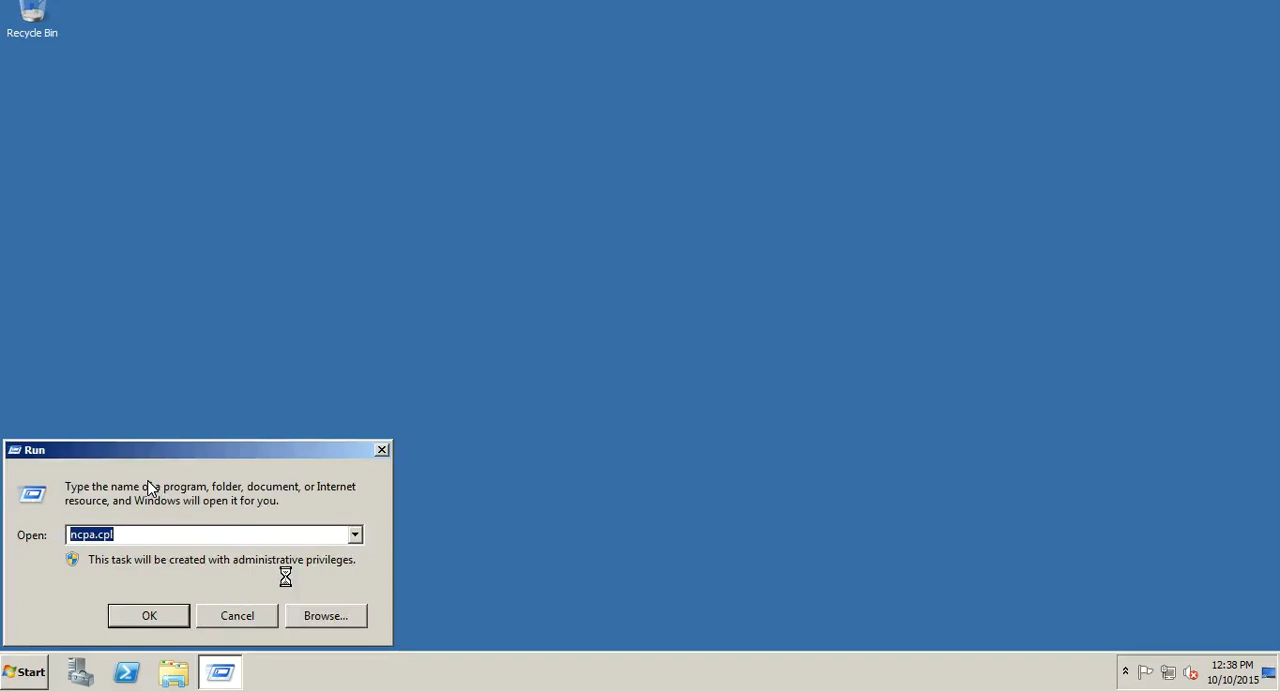 Recycle Bin
Run
Type the name of a program, folder, document, or Internet
resource, and Windows will open it for you.
Open: ncpa.cpl
This task will be created with administrative privileges.
OK Cancel Browse...
Start
12:38 PM
10/10/2015